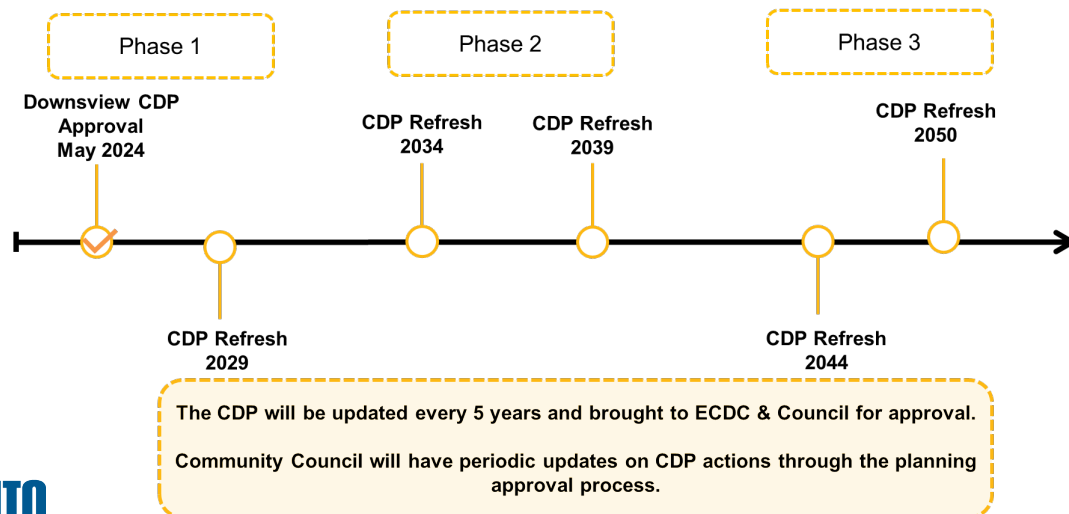 Phase 1
Phase 2
Phase 3
Downsview CDP
Approval
May 2024
CDP Refresh
2034
CDP Refresh
2039
CDP Refresh
2050
CDP Refresh
2029
CDP Refresh
2044
The CDP will be updated every 5 years and brought to ECDC & Council for approval.
Community Council will have periodic updates on CDP actions through the planning
approval process.